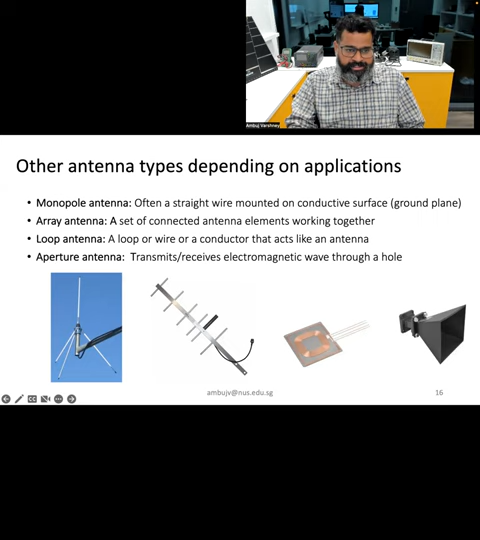 Ambuj Varshney
Other antenna types depending on applications
• Monopole antenna: Often a straight wire mounted on conductive surface (ground plane)
• Array antenna: A set of connected antenna elements working together
• Loop antenna: A loop or wire or a conductor that acts like an antenna
• Aperture antenna: Transmits/receives electromagnetic wave through a hole
ambujv@nus.edu.sg
16